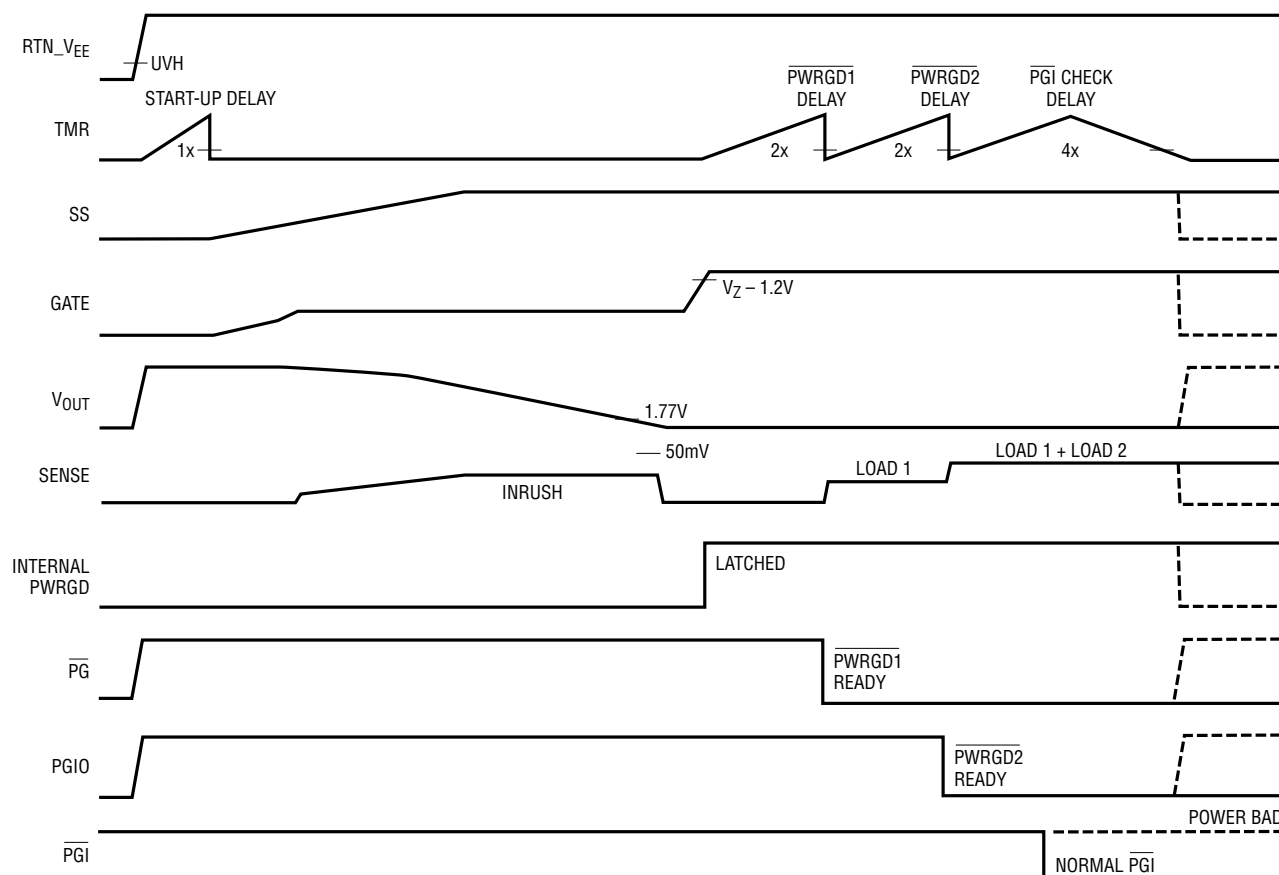 RTN_VEE
UVH
START-UP DELAY
PWRGD1
DELAY
PWRGD2
DELAY
PGI CHECK
DELAY
TMR
1x
2x
2x
4x
SS
GATE
VZ – 1.2V
VOUT
1.77V
50mV
SENSE
INRUSH
LOAD 1
LOAD 1 + LOAD 2
INTERNAL
PWRGD
LATCHED
PG
PWRGD1
READY
PGIO
PWRGD2
READY
POWER BAD
PGI
NORMAL PGI